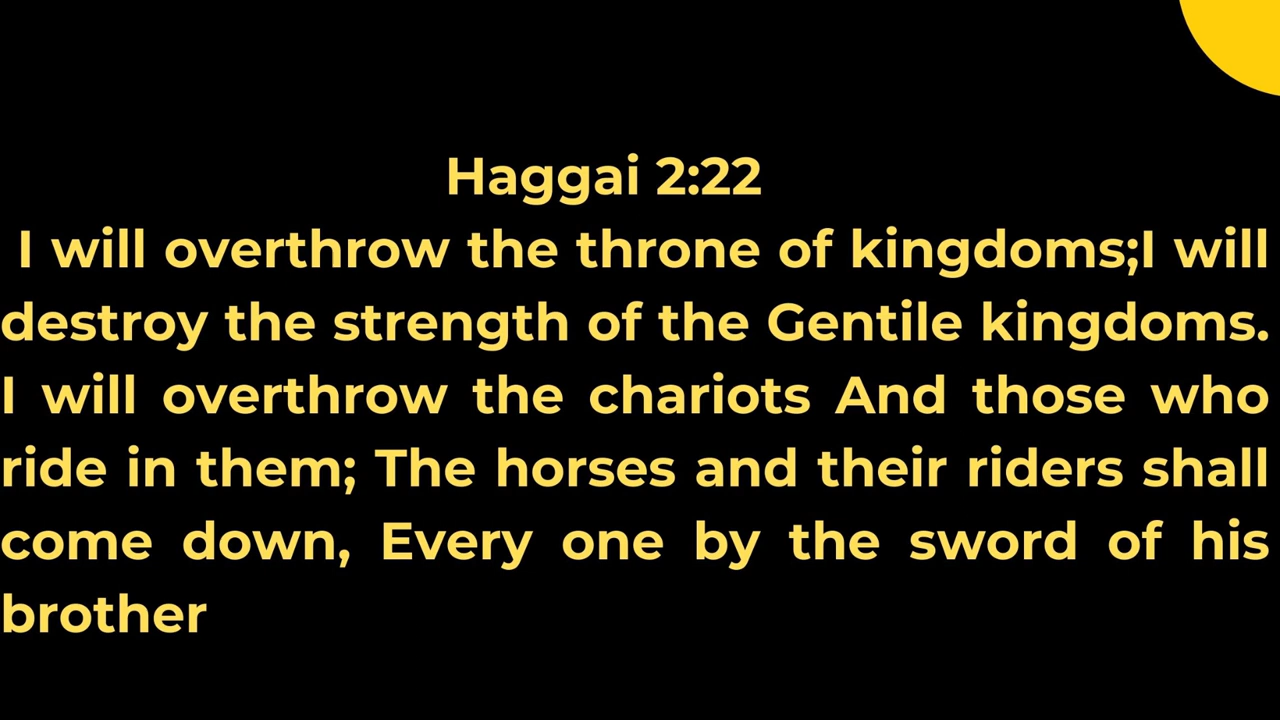 Haggai 2:22
I will overthrow the throne of kingdoms;I will
destroy the strength of the Gentile kingdoms.
I will overthrow the chariots And those who
ride in them; The horses and their riders shall
come down, Every one by the sword of his
brother